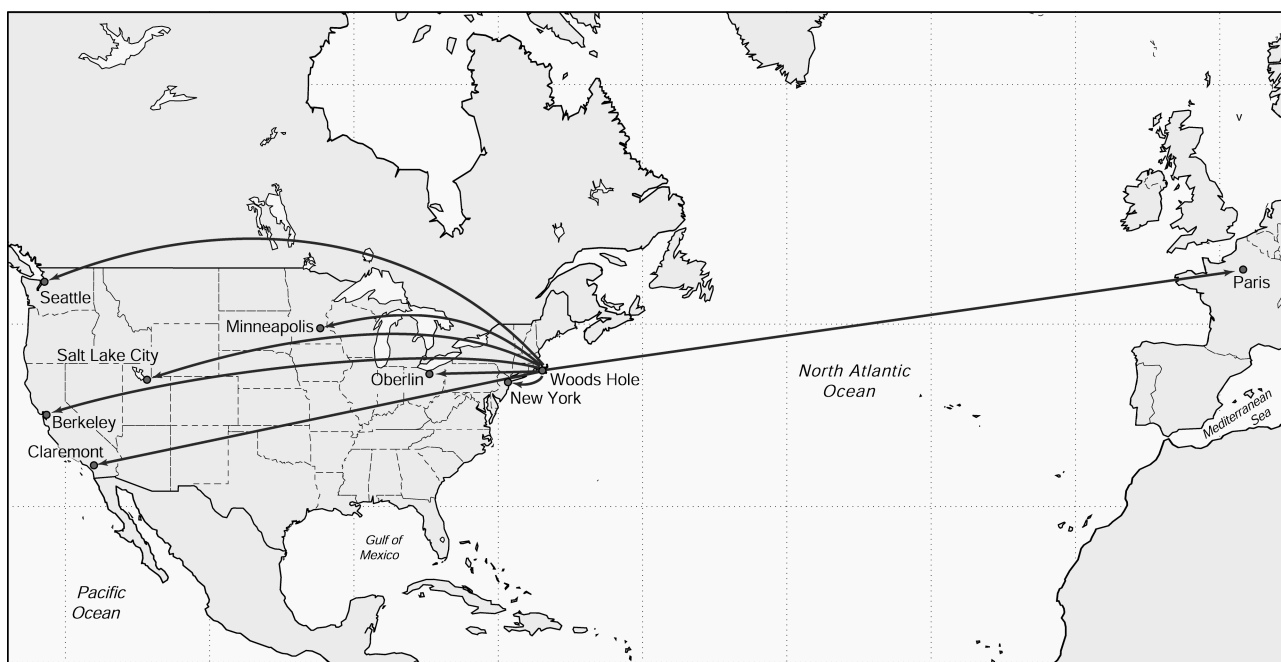 v
Seattle
Paris
Minneapolis
Salt Lake City
North Atlantic
Ocean
Oberlin
Woods Hole
New York
Berkeley
Mediterranean
Sea
Claremont
Gulf of
Mexico
Pacific
Ocean